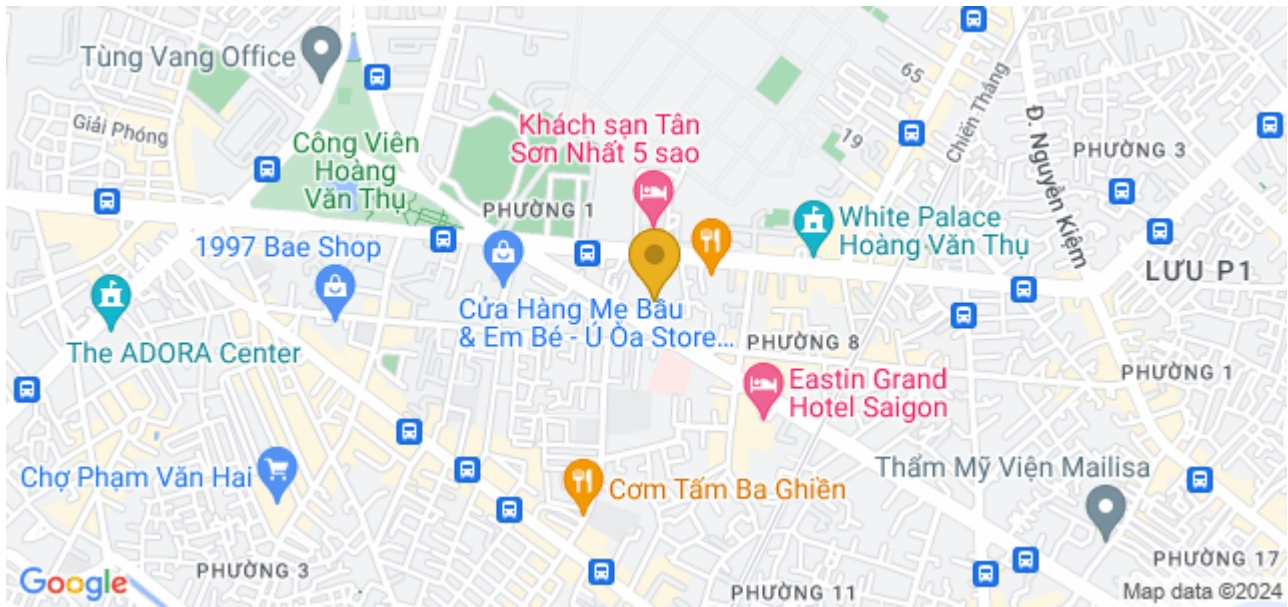 Tùng Vang Office
Giải Phóng
Công Viên
Hoàng
Văn Thụ
Khách sạn Tân
Sơn Nhất 5 sao
65
19
Chiến Thắng
Đ. Nguyễn Kiệm
PHƯỜNG 3
PHƯỜNG 1
White Palace
Hoàng Văn Thụ
LƯU P1
1997 Bae Shop
Cửa Hàng Mẹ Bầu
& Em Bé - Ú Òa Store...
The ADORA Center
PHƯỜNG 8
PHƯỜNG 1
Eastin Grand
Hotel Saigon
Chợ Phạm Văn Hai
Cơm Tấm Ba Ghiền
Thẩm Mỹ Viện Mailisa
PHƯỜNG 3
PHƯỜNG 11
PHƯỜNG 17
Google
Map data ©2024